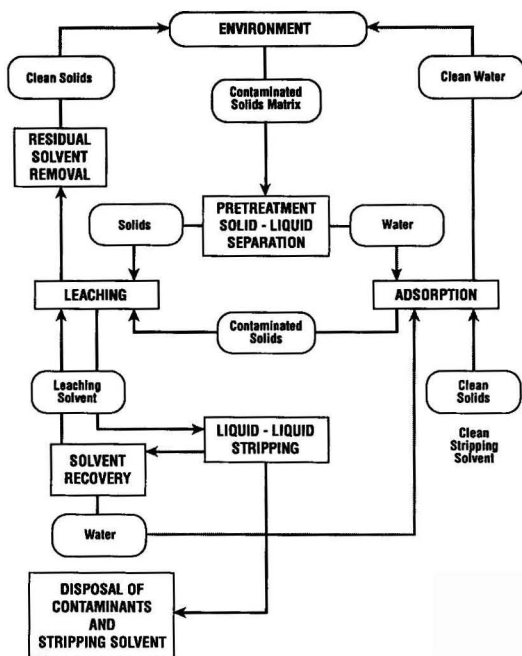 ENVIRONMENT
Clean Solids
Contaminated
Solids Matrix
Clean Water
RESIDUAL
SOLVENT
REMOVAL
PRETREATMENT
SOLID - LIQUID
SEPARATION
Solids
Water
LEACHING
ADSORPTION
Contaminated
Solids
Leaching
Solvent
Clean
Solids
Clean
Stripping
Solvent
LIQUID - LIQUID
STRIPPING
SOLVENT
RECOVERY
Water
DISPOSAL OF
CONTAMINANTS
AND
STRIPPING SOLVENT